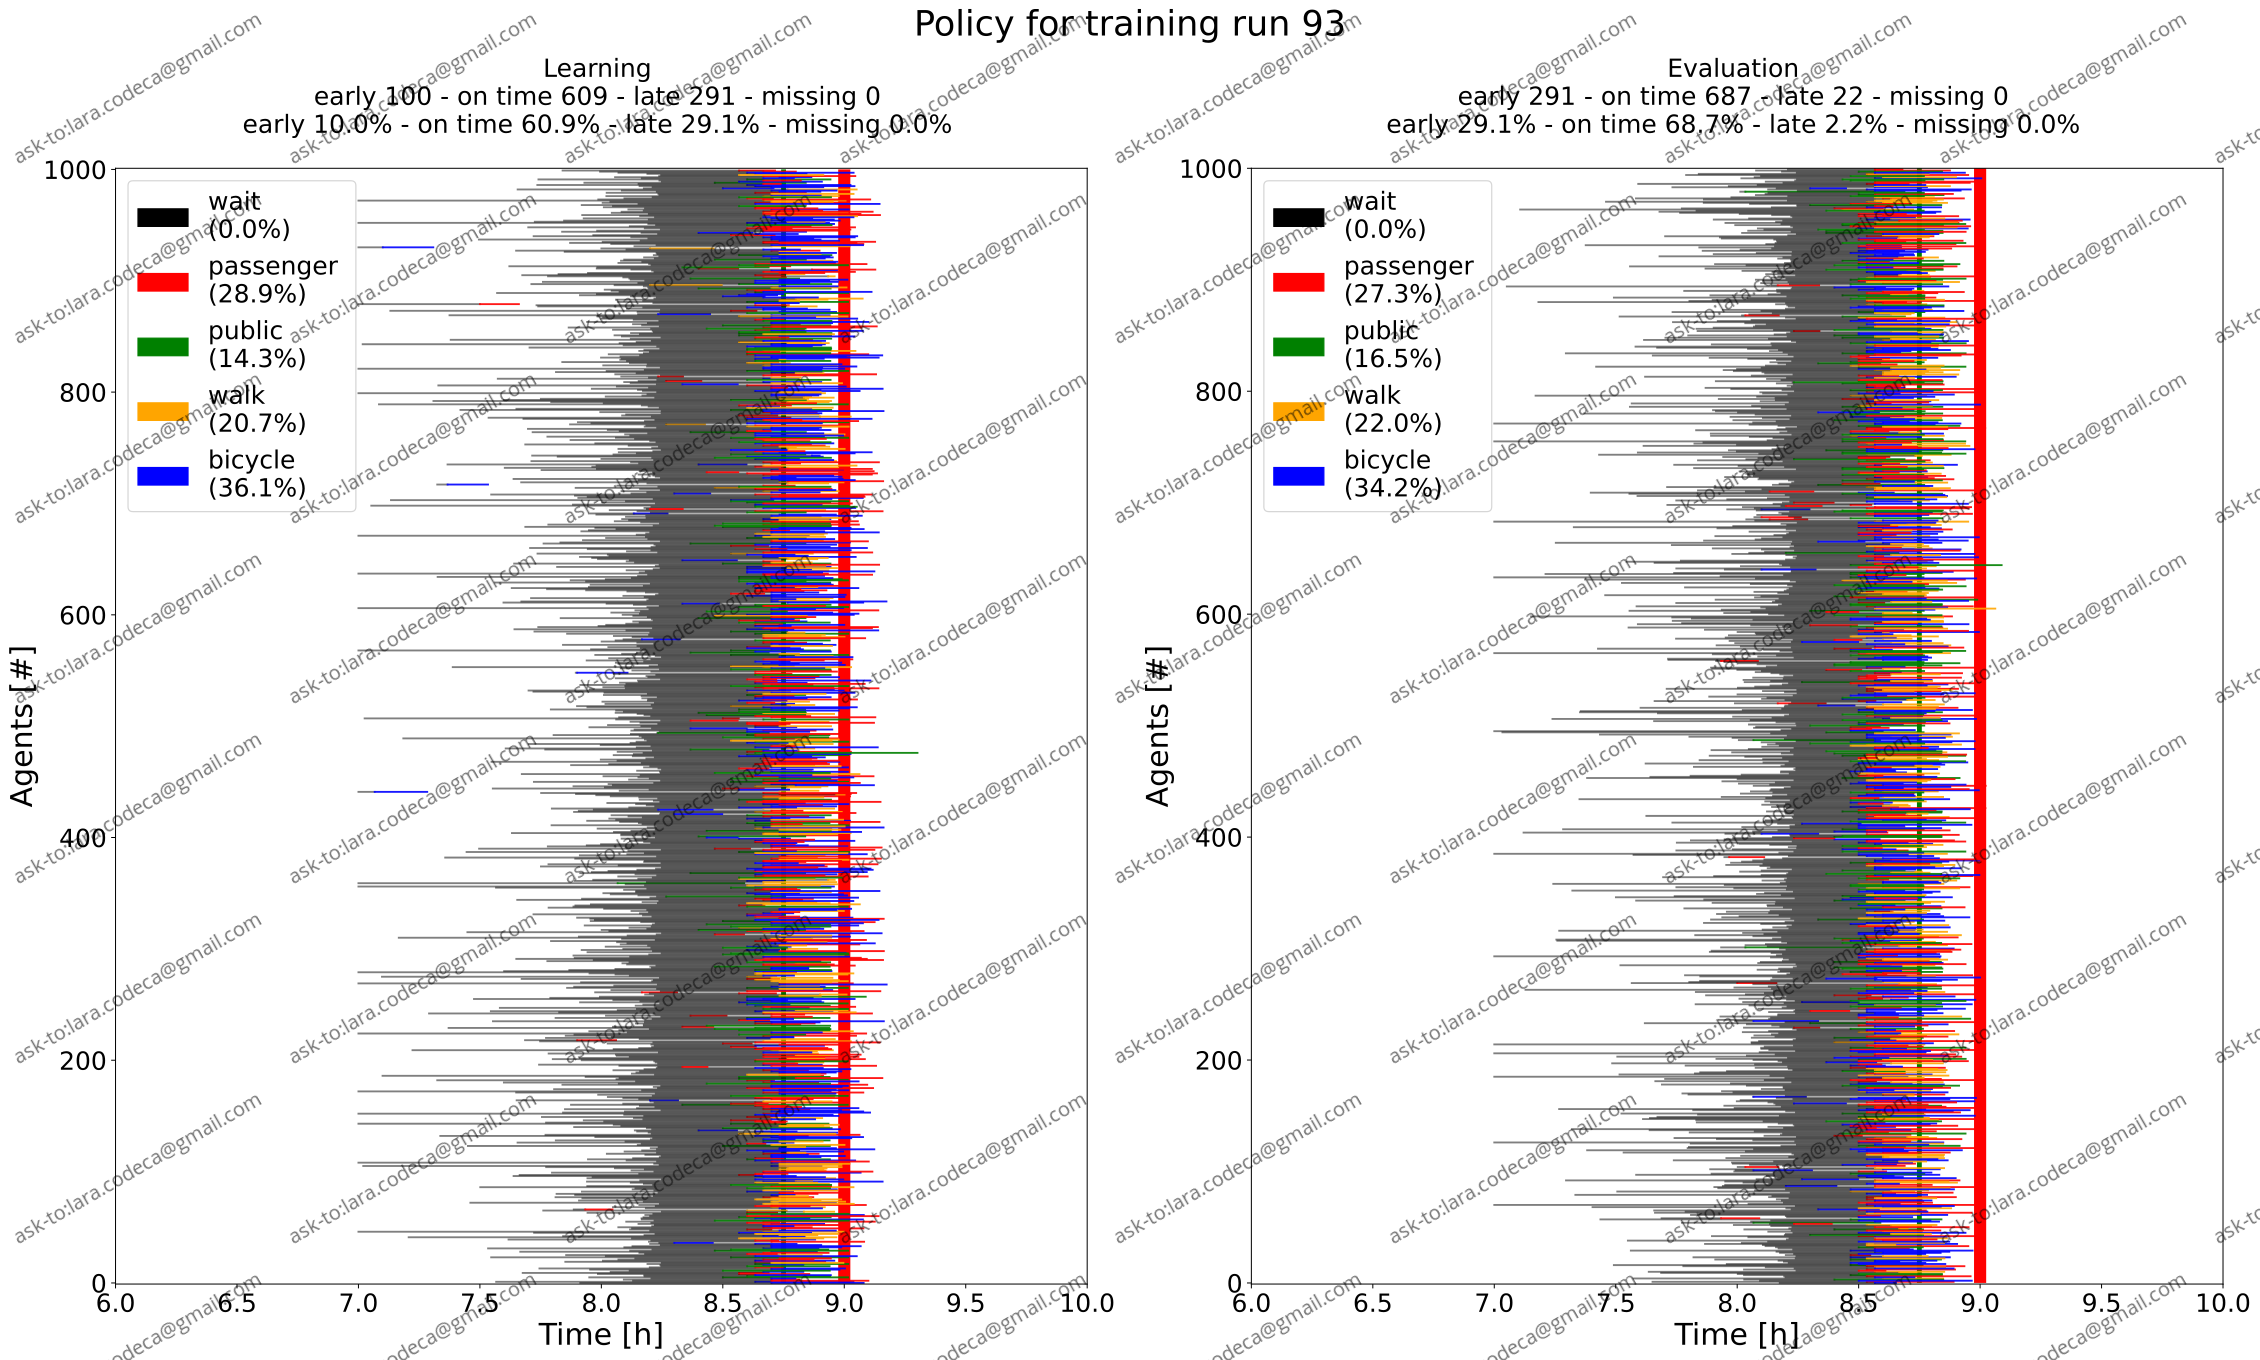 Policy for training run 93
Learning
early 100 - on time 609 - late 291 - missing 0
early 10.0% - on time 60.9% - late 29.1% - missing 0.0%
1000
800
600
400
200
0
Agents [#]
wait
(0.0%)
passenger
(28.9%)
public
(14.3%)
walk
(20.7%)
bicycle
(36.1%)
6.0 6.5 7.0 7.5 8.0 8.5 9.0 9.5 10.0
Time [h]
Evaluation
early 291 - on time 687 - late 22 - missing 0
early 29.1% - on time 68.7% - late 2.2% - missing 0.0%
1000
800
600
400
200
0
Agents [#]
wait
(0.0%)
passenger
(27.3%)
public
(16.5%)
walk
(22.0%)
bicycle
(34.2%)
6.0 6.5 7.0 7.5 8.0 8.5 9.0 9.5 10.0
Time [h]
ask-to:lara.codeca@gmail.com